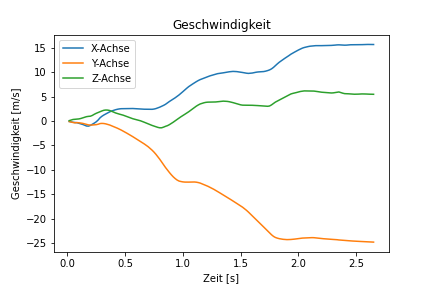 Geschwindigkeit
X-Achse
Y-Achse
Z-Achse
Geschwindigkeit [m/s]
15
10
5
0
−5
−10
−15
−20
−25
0.0 0.5 1.0 1.5 2.0 2.5
Zeit [s]